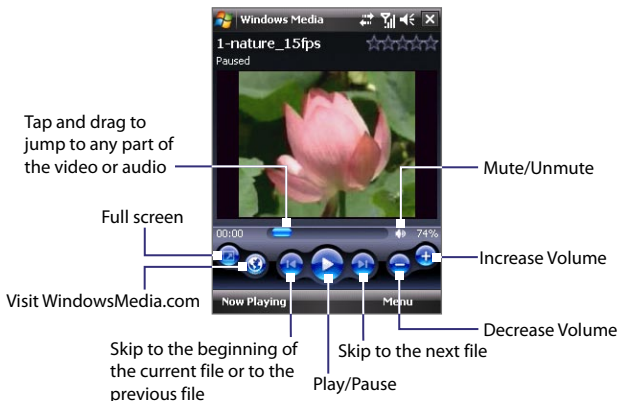 Windows Media
1-nature_15fps
Paused
Tap and drag to
jump to any part of
the video or audio
Mute/Unmute
Full screen
00:00
74%
Increase Volume
Visit WindowsMedia.com
Now Playing
Menu
Decrease Volume
Skip to the beginning of
the current file or to the
previous file
Skip to the next file
Play/Pause